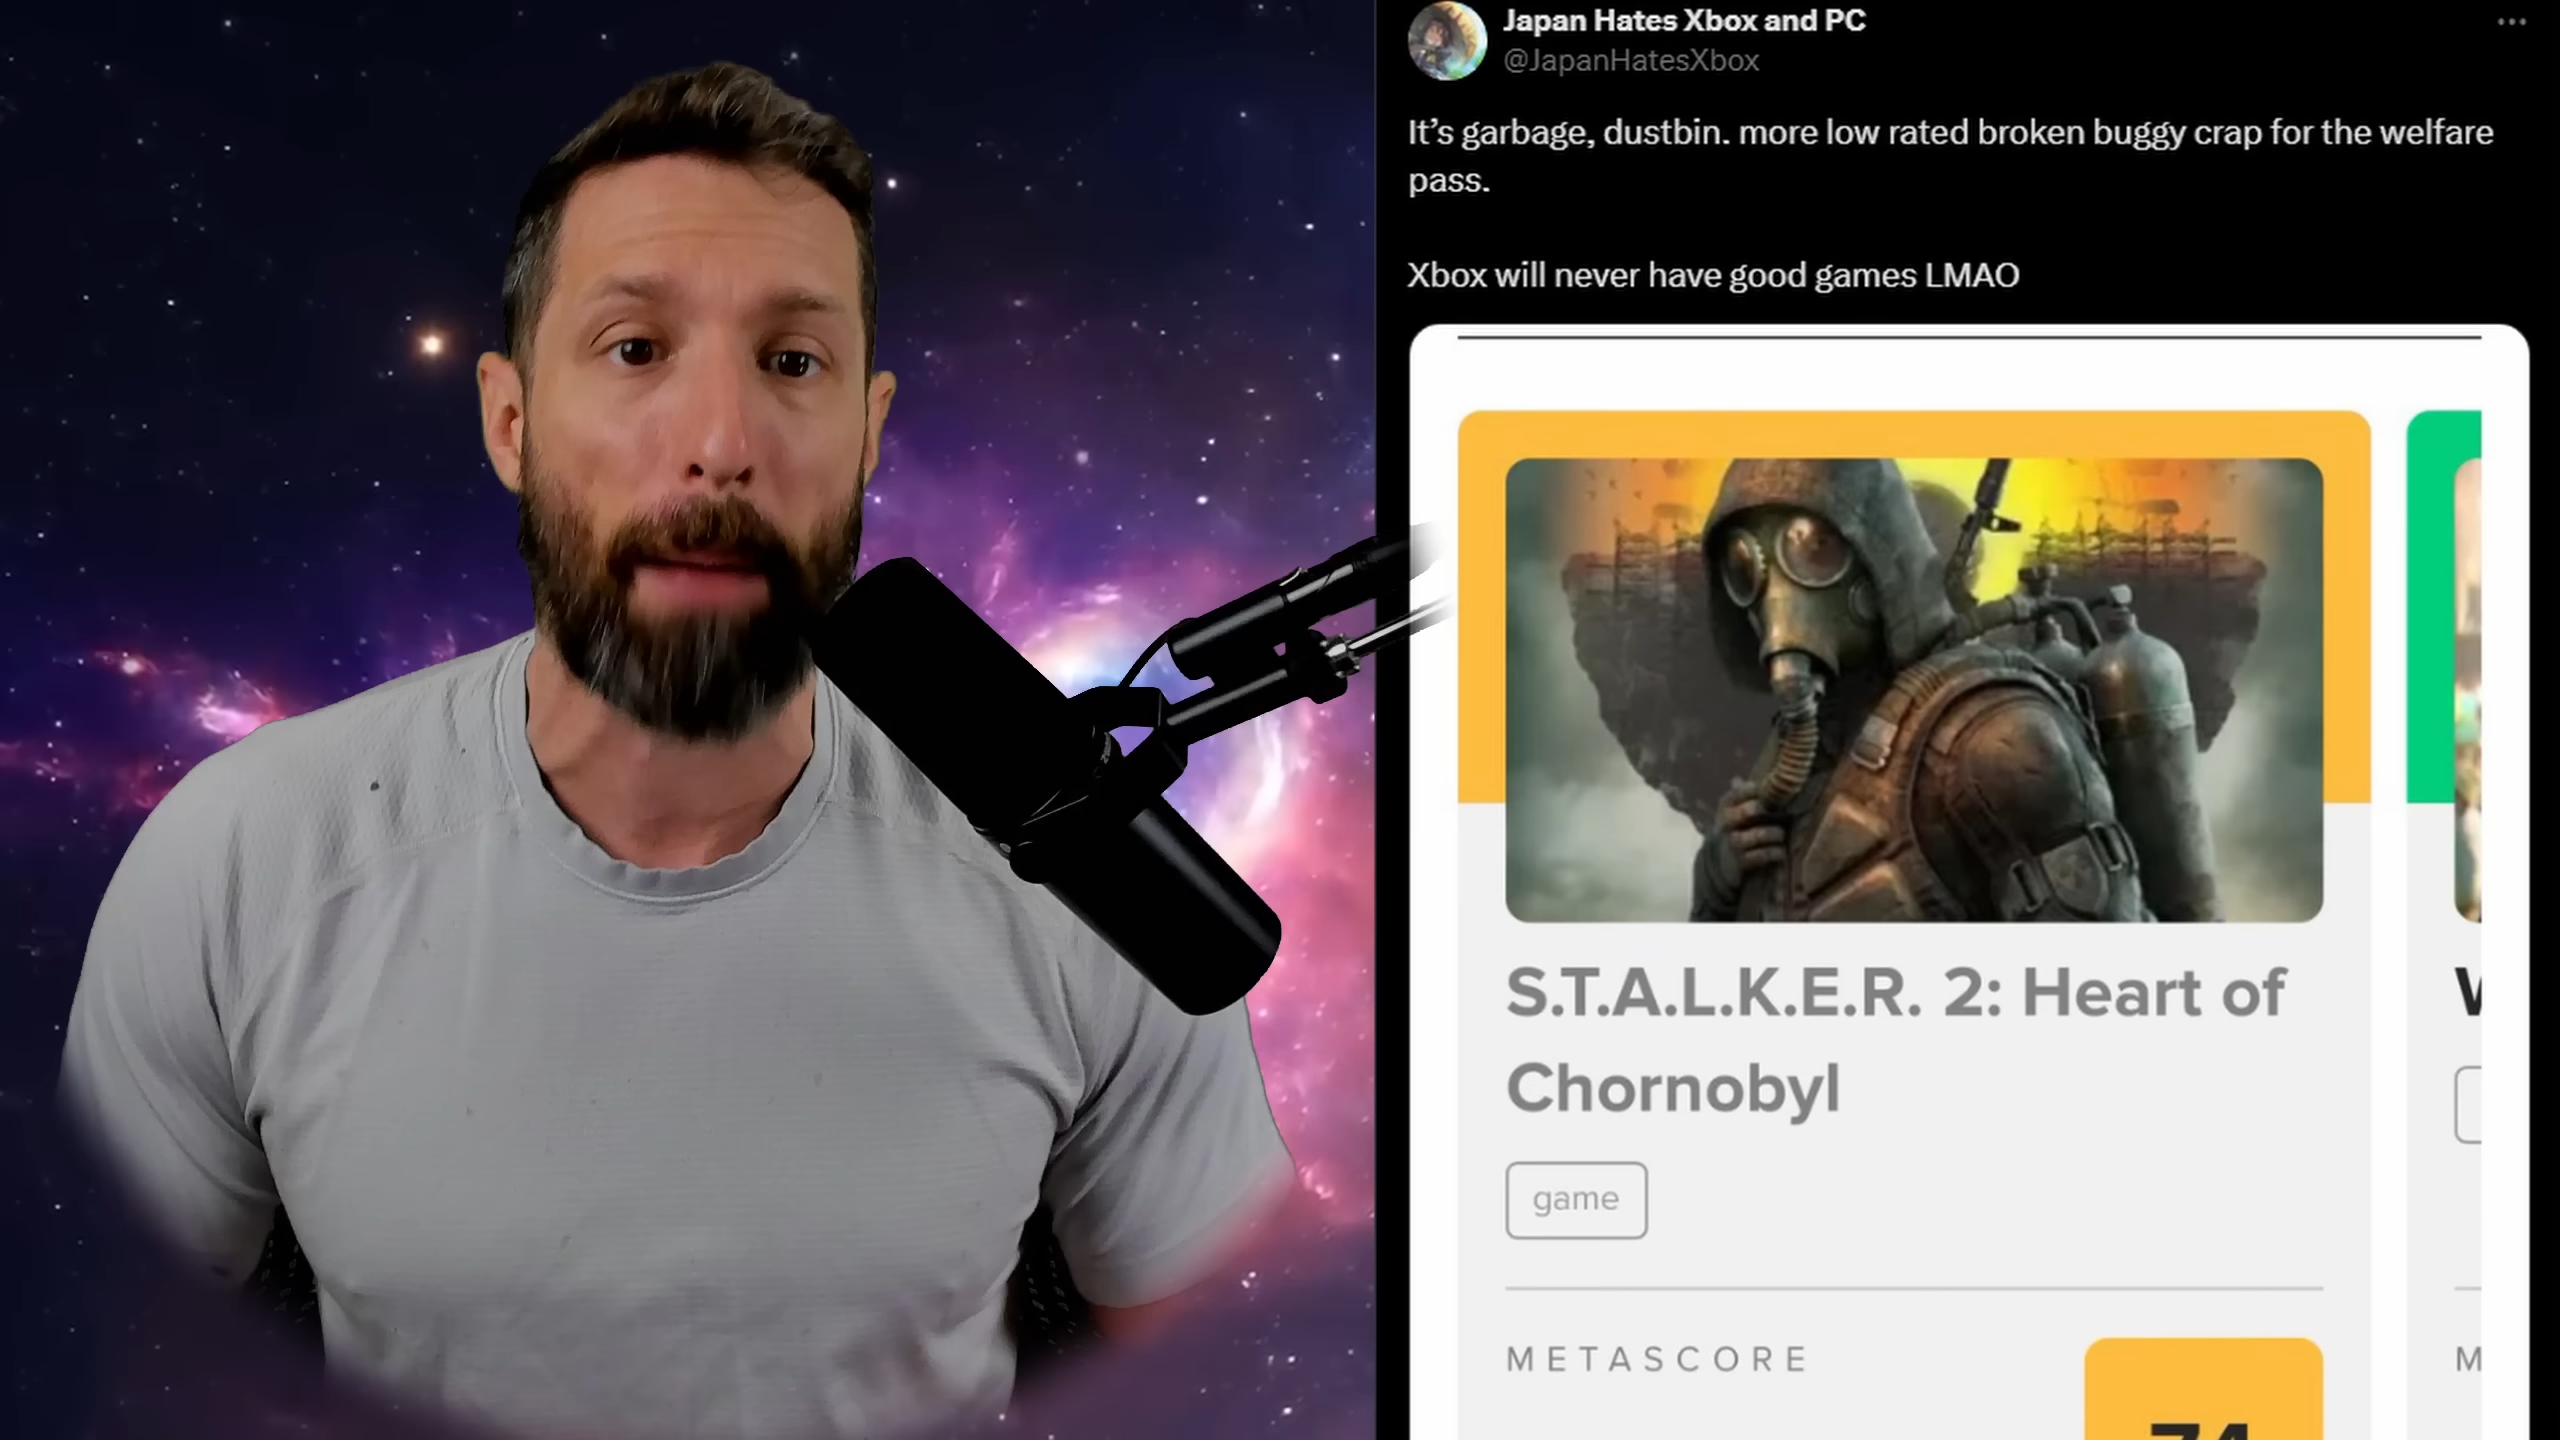 Japan Hates Xbox and PC
@JapanHatesXbox
It’s garbage, dustbin. more low rated broken buggy crap for the welfare
pass.
Xbox will never have good games LMAO
S.T.A.L.K.E.R. 2: Heart of
Chornobyl
game
METASCORE